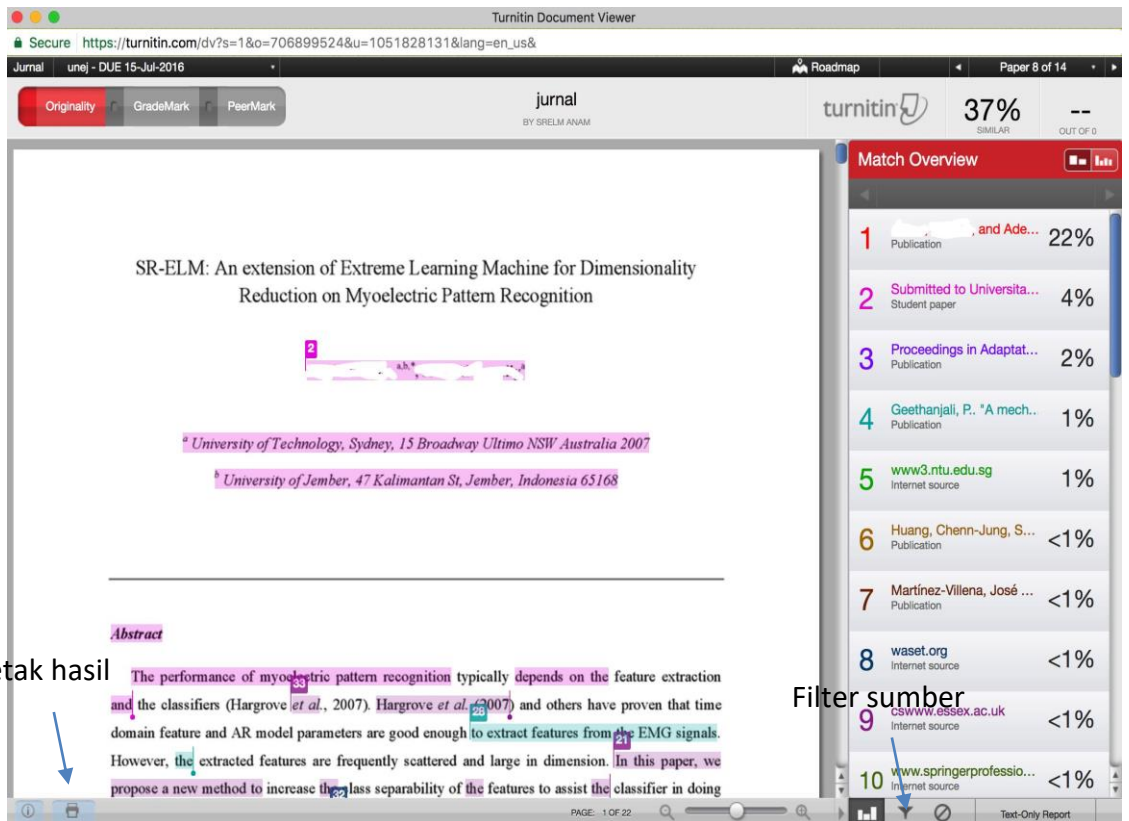 Turnitin Document Viewer
Secure https://turnitin.com/dv?s=1&o=706899524&u=1051828131&lang=en_us&
Jurnal unej - DUE 15-Jul-2016 Roadmap Paper 8 of 14
Originality GradeMark PeerMark
jurnal
BY SRELM ANAM
turnitin
37%
SIMILAR
--
OUT OF 0
SR-ELM: An extension of Extreme Learning Machine for Dimensionality
Reduction on Myoelectric Pattern Recognition
2
a,b,*
a
a University of Technology, Sydney, 15 Broadway Ultimo NSW Australia 2007
b University of Jember, 47 Kalimantan St, Jember, Indonesia 65168
Abstract
The performance of myoelectric pattern recognition typically depends on the feature extraction
33
and the classifiers (Hargrove et al., 2007). Hargrove et al. (2007) and others have proven that time
28
domain feature and AR model parameters are good enough to extract features from the EMG signals.
21
However, the extracted features are frequently scattered and large in dimension. In this paper, we
propose a new method to increase the class separability of the features to assist the classifier in doing
32
etak hasil
Filter sumber
Match Overview
1 , and Ade... 22%
Publication
2 Submitted to Universita... 4%
Student paper
3 Proceedings in Adaptat... 2%
Publication
4 Geethanjali, P.. "A mech.. 1%
Publication
5 www3.ntu.edu.sg 1%
Internet source
6 Huang, Chenn-Jung, S... <1%
Publication
7 Martínez-Villena, José ... <1%
Publication
8 waset.org <1%
Internet source
9 cswww.essex.ac.uk <1%
Internet source
10 www.springerprofessio... <1%
Internet source
PAGE: 1 OF 22
Text-Only Report